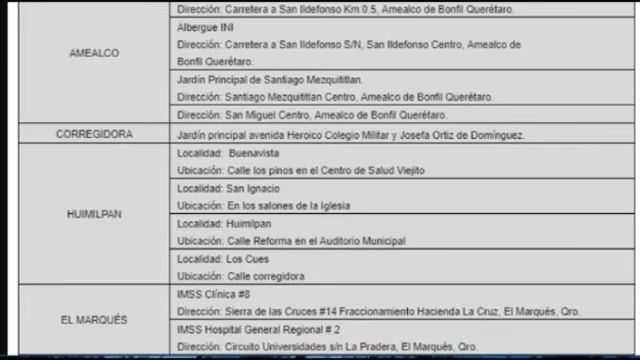 Dirección: Carretera a San Ildefonso Km 0.5, Amealco de Bonfil Querétaro.
AMEALCO
Albergue INI
Dirección: Carretera a San Ildefonso S/N, San Ildefonso Centro, Amealco de
Bonfil Querétaro.
Jardín Principal de Santiago Mezquititlan.
Dirección: Santiago Mezquititlan Centro, Amealco de Bonfil Querétaro.
Dirección: San Miguel Centro, Amealco de Bonfil Querétaro.
CORREGIDORA
Jardín principal avenida Heroico Colegio Militar y Josefa Ortiz de Domínguez.
HUIMILPAN
Localidad: Buenavista
Ubicación: Calle los pinos en el Centro de Salud Viejito
Localidad: San Ignacio
Ubicación: En los salones de la Iglesia
Localidad: Huimilpan
Ubicación: Calle Reforma en el Auditorio Municipal
Localidad: Los Cues
Ubicación: Calle corregidora
EL MARQUÉS
IMSS Clínica #8
Dirección: Sierra de las Cruces #14 Fraccionamiento Hacienda La Cruz, El Marqués, Qro.
IMSS Hospital General Regional # 2
Dirección: Circuito Universidades s/n La Pradera, El Marqués, Qro.